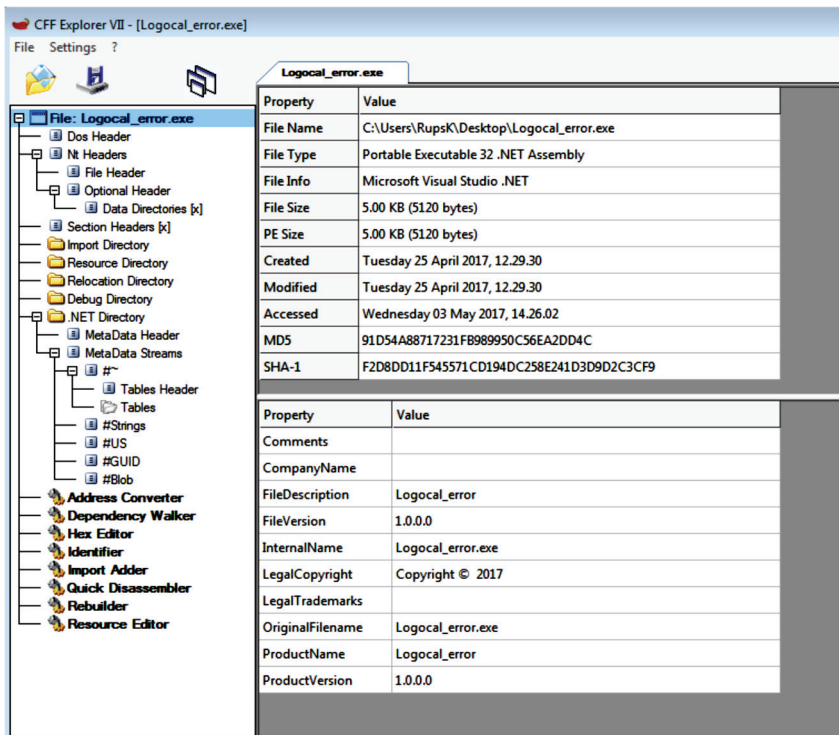 CFF Explorer VII - [Logocal_error.exe]
File Settings ?
File: Logocal_error.exe
Dos Header
Nt Headers
File Header
Optional Header
Data Directories [x]
Section Headers [x]
Import Directory
Resource Directory
Relocation Directory
Debug Directory
.NET Directory
MetaData Header
MetaData Streams
#~
Tables Header
Tables
#Strings
#US
#GUID
#Blob
Address Converter
Dependency Walker
Hex Editor
Identifier
Import Adder
Quick Disassembler
Rebuilder
Resource Editor
Logocal_error.exe
Property Value
File Name C:\Users\RupsK\Desktop\Logocal_error.exe
File Type Portable Executable 32 .NET Assembly
File Info Microsoft Visual Studio .NET
File Size 5.00 KB (5120 bytes)
PE Size 5.00 KB (5120 bytes)
Created Tuesday 25 April 2017, 12.29.30
Modified Tuesday 25 April 2017, 12.29.30
Accessed Wednesday 03 May 2017, 14.26.02
MD5 91D54A88717231FB989950C56EA2DD4C
SHA-1 F2D8DD11F545571CD194DC258E241D3D9D2C3CF9
Property Value
Comments
CompanyName
FileDescription Logocal_error
FileVersion 1.0.0.0
InternalName Logocal_error.exe
LegalCopyright Copyright © 2017
LegalTrademarks
OriginalFilename Logocal_error.exe
ProductName Logocal_error
ProductVersion 1.0.0.0